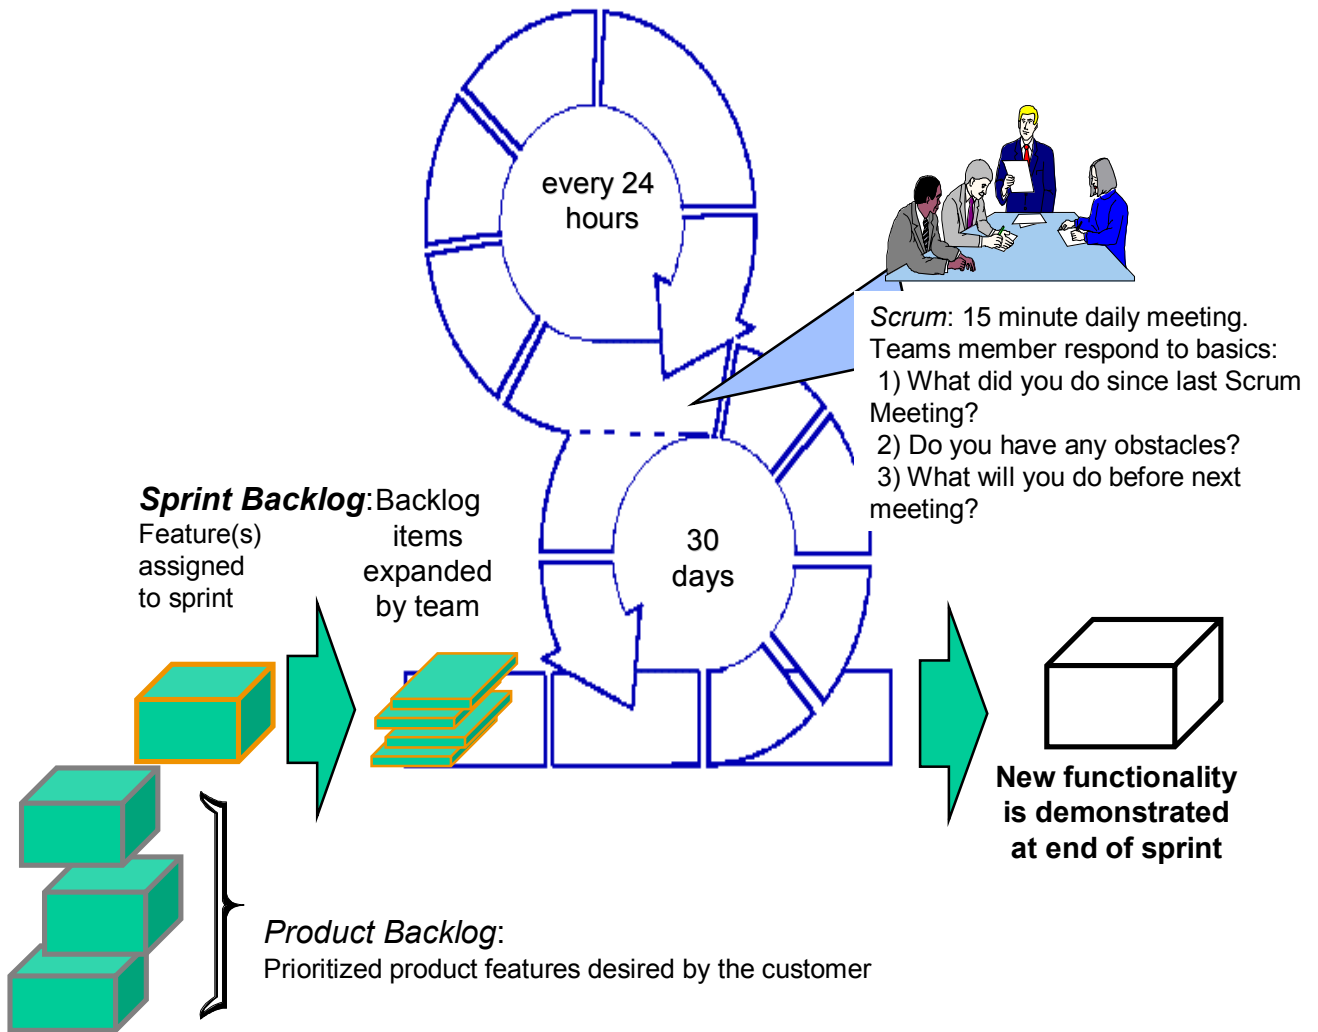 every 24
hours
Scrum: 15 minute daily meeting.
Teams member respond to basics:
1) What did you do since last Scrum
Meeting?
2) Do you have any obstacles?
3) What will you do before next
meeting?
Sprint Backlog:
Feature(s)
assigned
to sprint
Backlog
items
expanded
by team
30
days
New functionality
is demonstrated
at end of sprint
Product Backlog:
Prioritized product features desired by the customer